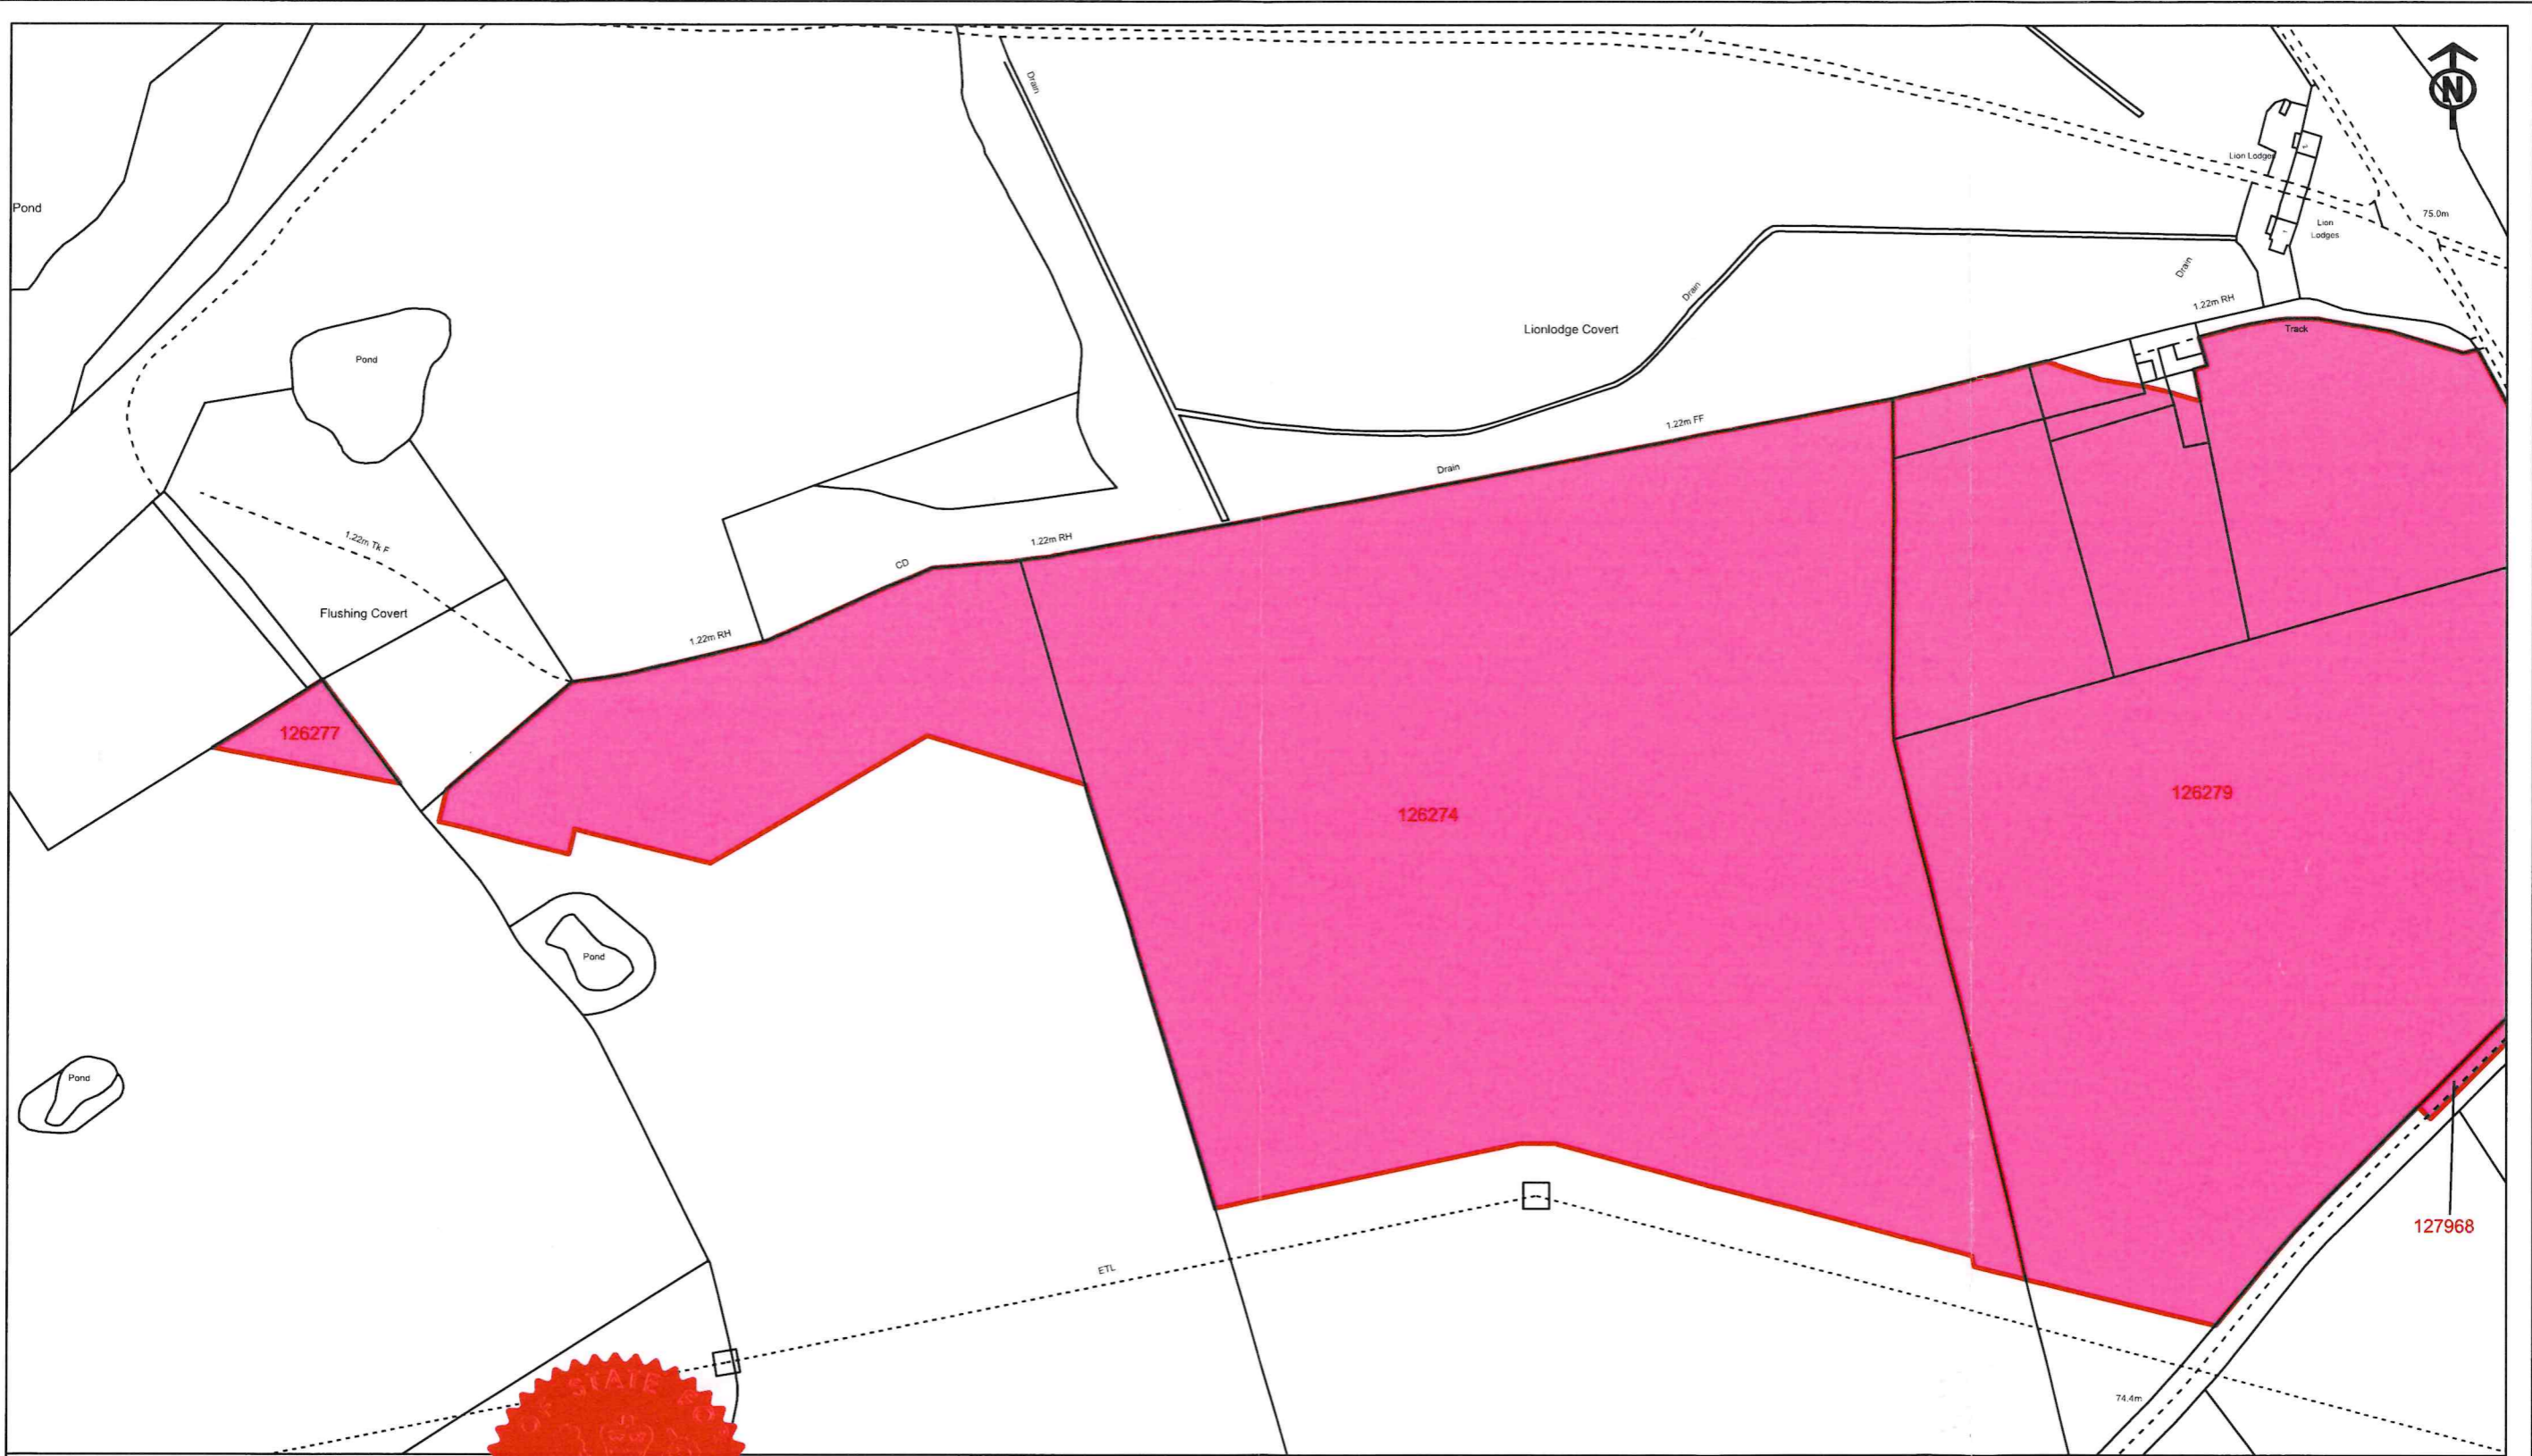 N
Drain
Lion Lodges
Pond
75.0m
Lion
Lodges
Drain
Drain
1.22m RH
Lionlodge Covert
Track
Pond
1.22m FF
Drain
1.22m Tk F
1.22m RH
CD
Flushing Covert
1.22m RH
126277
126279
126274
Pond
Pond
127968
ETL
STATE
74.4m